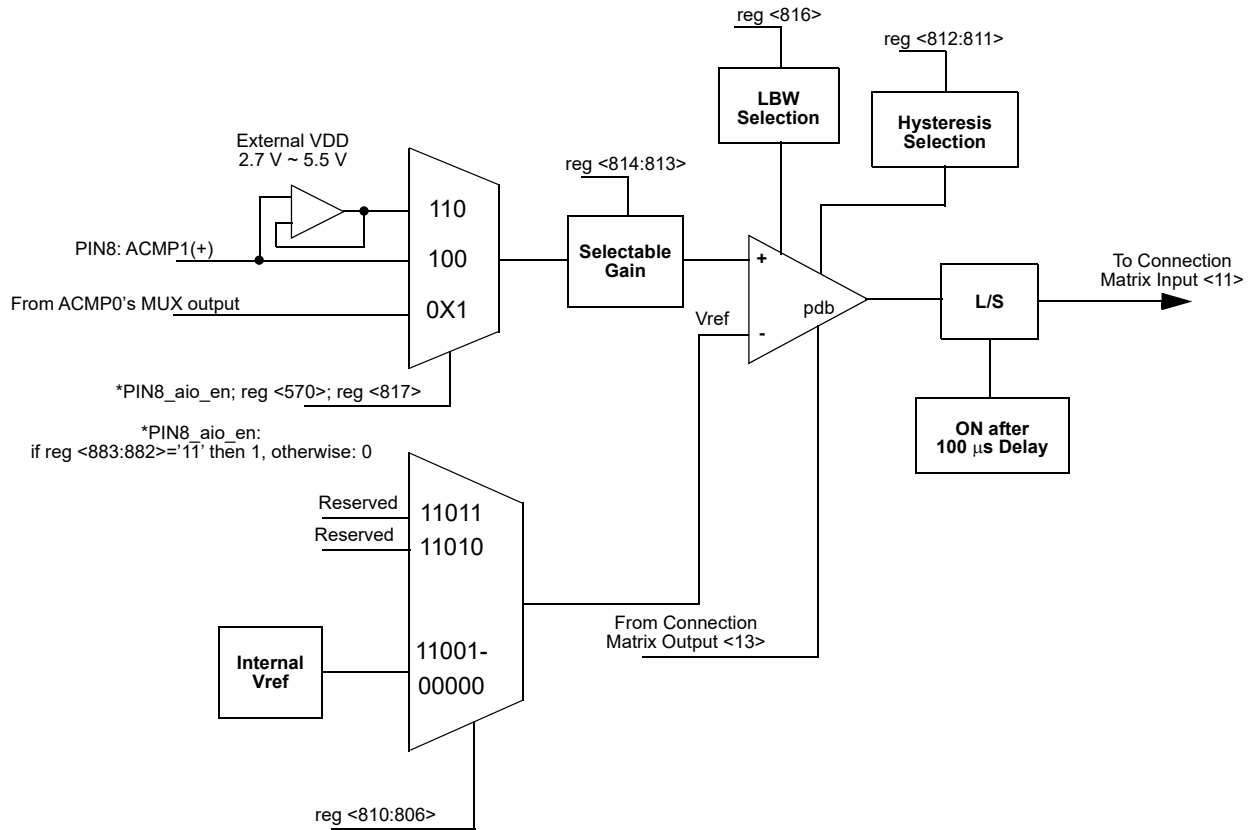 reg <816>
reg <812:811>
LBW
Selection
Hysteresis
Selection
External VDD
2.7 V ~ 5.5 V
reg <814:813>
110
PIN8: ACMP1(+)
100
Selectable
Gain
+
To Connection
Matrix Input <11>
From ACMP0’s MUX output
0X1
pdb
L/S
Vref
-
*PIN8_aio_en; reg <570>; reg <817>
*PIN8_aio_en:
if reg <883:882>=’11’ then 1, otherwise: 0
ON after
100 μs Delay
Reserved
11011
Reserved
11010
From Connection
Matrix Output <13>
Internal
Vref
11001-
00000
reg <810:806>